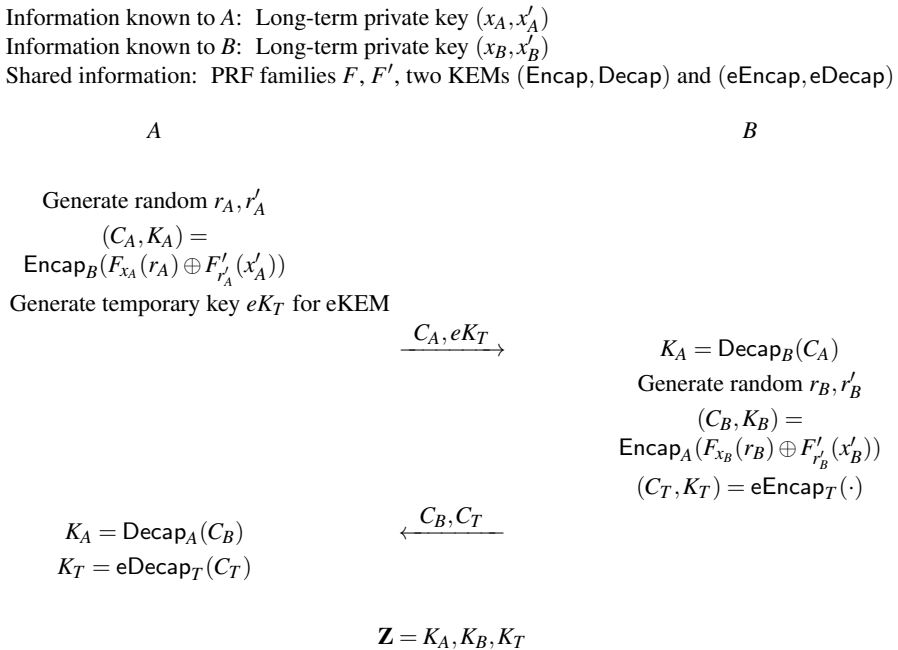 Information known to A: Long-term private key (x_A, x′_A)
Information known to B: Long-term private key (x_B, x′_B)
Shared information: PRF families F, F′, two KEMs (Encap, Decap) and (eEncap, eDecap)
A B
Generate random r_A, r′_A
(C_A, K_A) =
Encap_B(F_{x_A}(r_A) ⊕ F′_{r′_A}(x′_A))
Generate temporary key eK_T for eKEM
C_A, eK_T
K_A = Decap_B(C_A)
Generate random r_B, r′_B
(C_B, K_B) =
Encap_A(F_{x_B}(r_B) ⊕ F′_{r′_B}(x′_B))
(C_T, K_T) = eEncap_T(·)
C_B, C_T
K_A = Decap_A(C_B)
K_T = eDecap_T(C_T)
Z = K_A, K_B, K_T